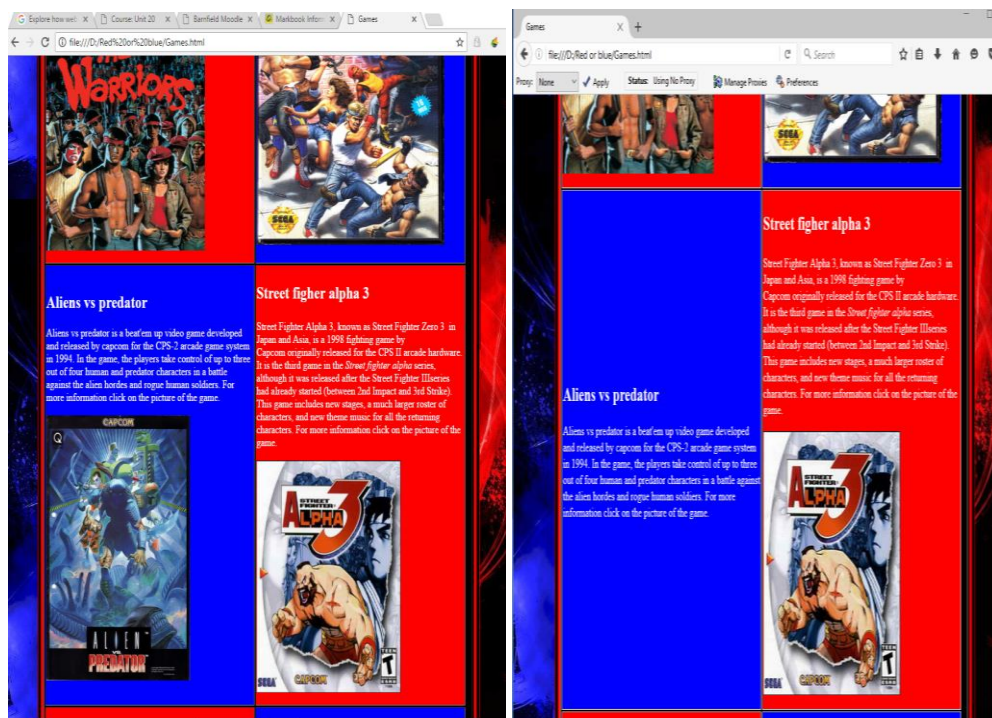 Explore how well
Course: Unit 20
Barnfield Moodle
Markbook Inform
Games
file:///D:/Red%20or%20blue/Games.html
THE
WARRIORS
SEGA
Aliens vs predator
Aliens vs predator is a beat'em up video game developed
and released by capcom for the CPS-2 arcade game system
in 1994. In the game, the players take control of up to three
out of four human and predator characters in a battle
against the alien hordes and rogue human soldiers. For
more information click on the picture of the game.
CAPCOM
ALIEN
VS.
PREDATOR
Street figher alpha 3
Street Fighter Alpha 3, known as Street Fighter Zero 3 in
Japan and Asia, is a 1998 fighting game by
Capcom originally released for the CPS II arcade hardware.
It is the third game in the Street fighter alpha series,
although it was released after the Street Fighter IIIseries
had already started (between 2nd Impact and 3rd Strike).
This game includes new stages, a much larger roster of
characters, and new theme music for all the returning
characters. For more information click on the picture of the
game.
STREET
FIGHTER
ALPHA 3
SEGA
CAPCOM
TEEN
T
Games
file:///D:/Red or blue/Games.html
Search
Proxy: None Apply Status: Using No Proxy Manage Proxies Preferences
SEGA
Aliens vs predator
Aliens vs predator is a beat'em up video game developed
and released by capcom for the CPS-2 arcade game system
in 1994. In the game, the players take control of up to three
out of four human and predator characters in a battle against
the alien hordes and rogue human soldiers. For more
information click on the picture of the game.
Street figher alpha 3
Street Fighter Alpha 3, known as Street Fighter Zero 3 in
Japan and Asia, is a 1998 fighting game by
Capcom originally released for the CPS II arcade hardware.
It is the third game in the Street fighter alpha series,
although it was released after the Street Fighter IIIseries
had already started (between 2nd Impact and 3rd Strike).
This game includes new stages, a much larger roster of
characters, and new theme music for all the returning
characters. For more information click on the picture of the
game.
STREET
FIGHTER
ALPHA 3
SEGA
CAPCOM
TEEN
T